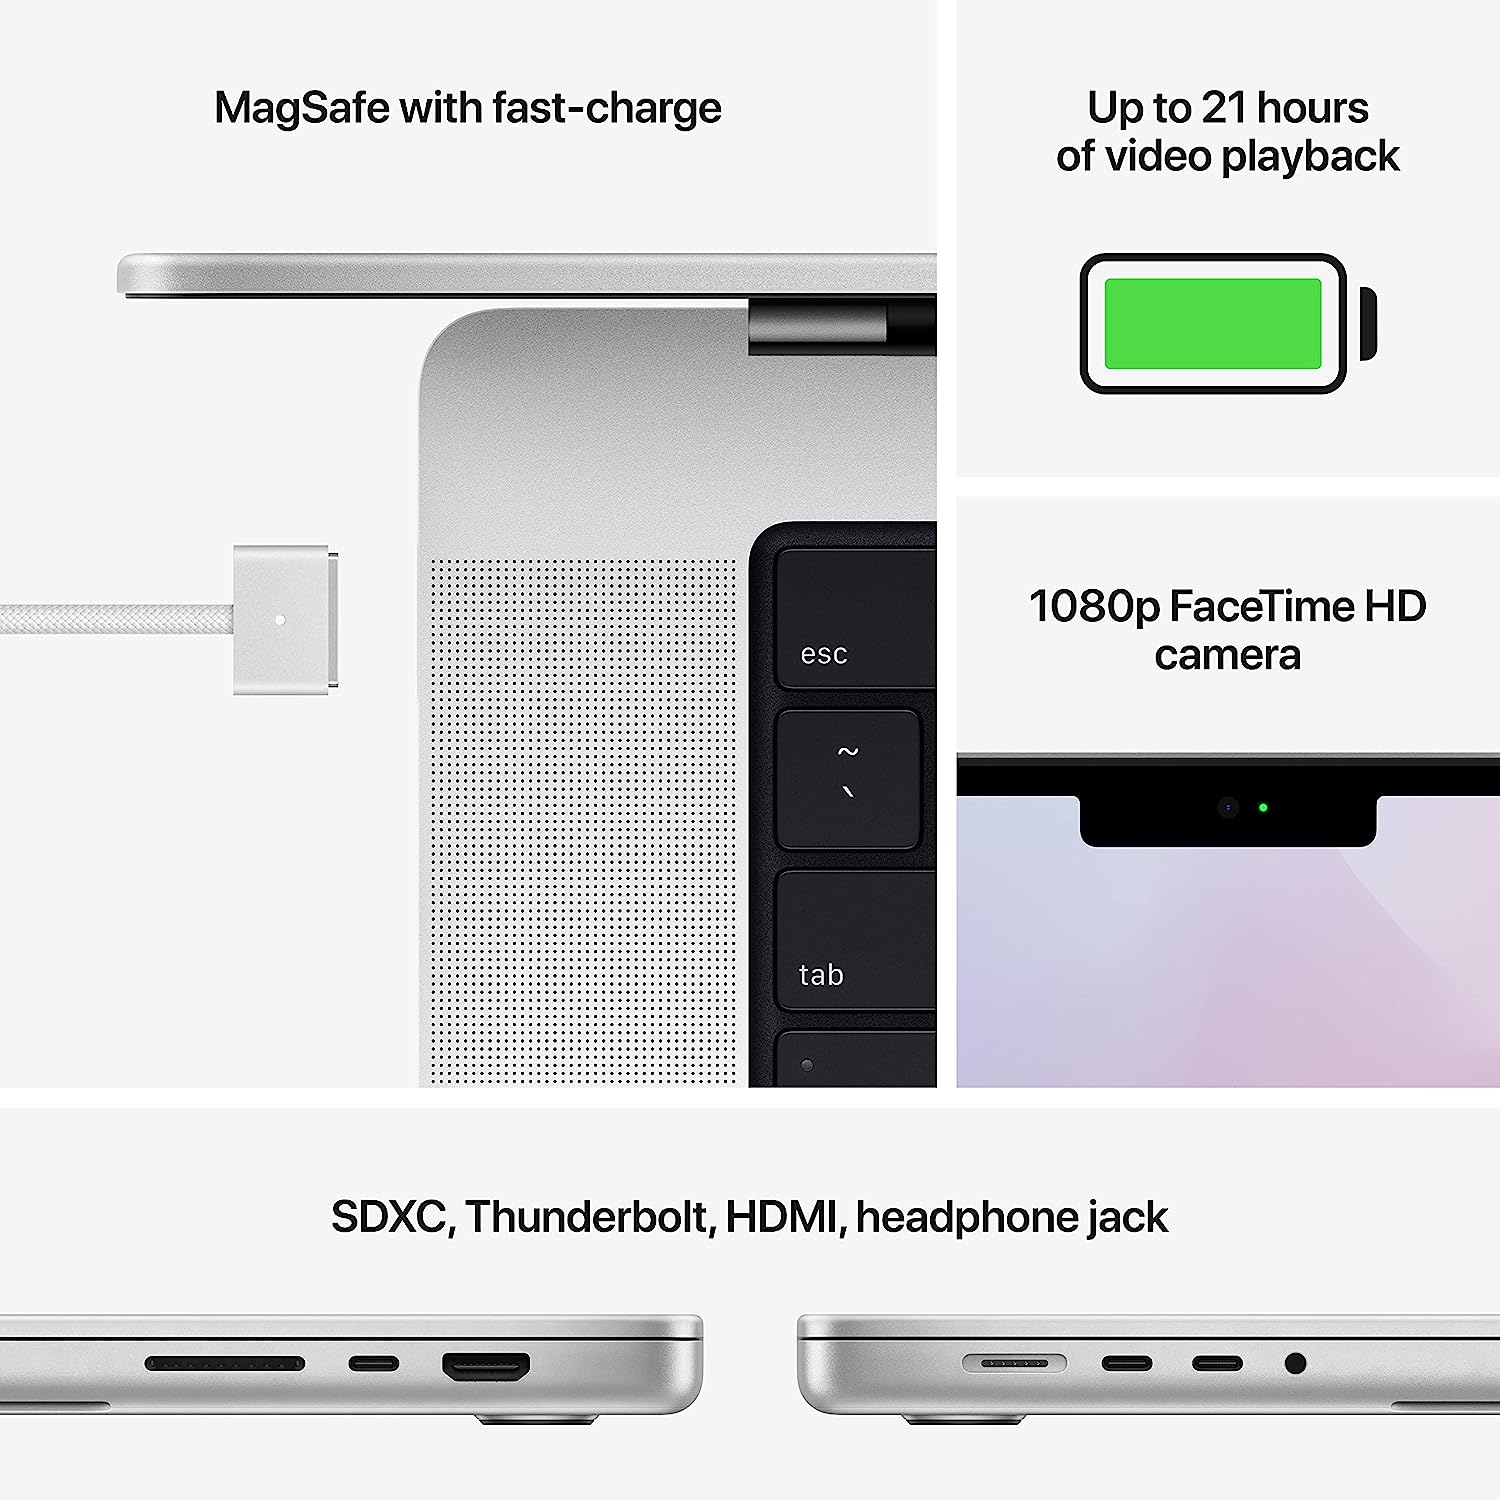 MagSafe with fast-charge
Up to 21 hours
of video playback
esc
~
`
tab
1080p FaceTime HD
camera
SDXC, Thunderbolt, HDMI, headphone jack